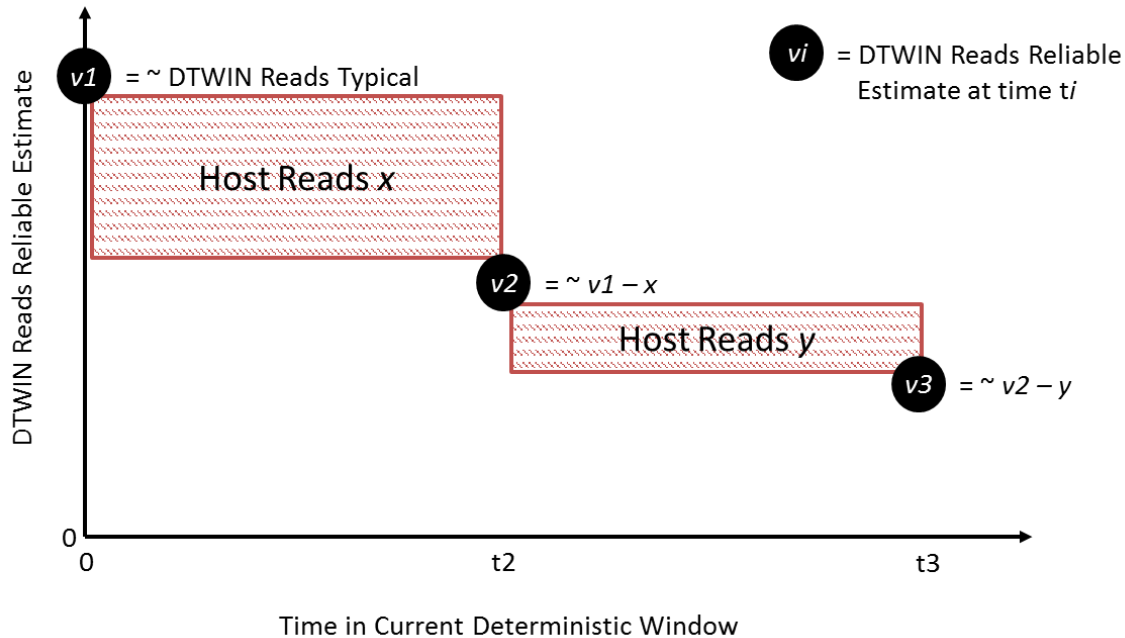 v1 = ~ DTWIN Reads Typical
vi = DTWIN Reads Reliable
Estimate at time ti
DTWIN Reads Reliable Estimate
Host Reads x
v2 = ~ v1 – x
Host Reads y
v3 = ~ v2 – y
0
0 t2 t3
Time in Current Deterministic Window